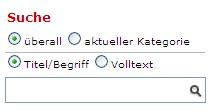 Suche
überall aktueller Kategorie
Titel/Begriff Volltext